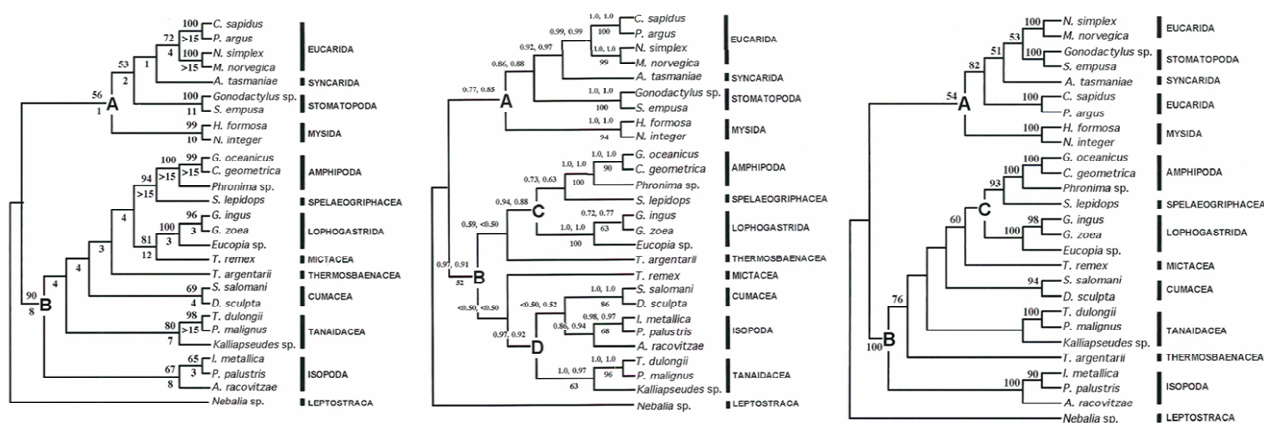 100 C. sapidus
>15 P. argus
72
4
100 N. simplex
>15 M. norvegica
EUCARIDA
53
2
1
A. tasmaniae SYNCARIDA
56
1
A
100 Gonodactylus sp.
11 S. empusa
STOMATOPODA
99 H. formosa
10 N. integer
MYSIDA
100
>15
99 G. oceanicus
>15 C. geometrica
Phronima sp.
AMPHIPODA
94
>15
S. lepidops SPELAEOGRIPHACEA
4
96 G. ingus
3 G. zoea
100
3
Eucopia sp.
LOPHOGASTRIDA
81
12
T. remex MICTACEA
3
T. argentarii THERMOSBAENACEA
4
69 S. salomani
4 D. sculpta
CUMACEA
4
90
B
8
98 T. dulongii
>15 P. malignus
80
7
Kalliapseudes sp.
TANAIDACEA
65 I. metallica
3 P. palustris
67
8
A. racovitzae
ISOPODA
Nebalia sp. LEPTOSTRACA
1.0, 1.0 C. sapidus
100 P. argus
0.99, 0.99
1.0, 1.0 N. simplex
99 M. norvegica
EUCARIDA
0.92, 0.97
A. tasmaniae SYNCARIDA
0.86, 0.88
0.77, 0.85
A
1.0, 1.0 Gonodactylus sp.
100 S. empusa
STOMATOPODA
1.0, 1.0 H. formosa
94 N. integer
MYSIDA
1.0, 1.0 G. oceanicus
90 C. geometrica
1.0, 1.0
100
Phronima sp.
AMPHIPODA
0.73, 0.63
S. lepidops SPELAEOGRIPHACEA
0.94, 0.88
C
0.72, 0.77 G. ingus
63 G. zoea
1.0, 1.0
100
Eucopia sp.
LOPHOGASTRIDA
0.59, <0.50
T. argentarii THERMOSBAENACEA
0.97, 0.91
52
B
T. remex MICTACEA
<0.50, <0.50
1.0, 1.0 S. salomani
86 D. sculpta
CUMACEA
<0.50, 0.52
0.98, 0.97 I. metallica
68 P. palustris
0.86, 0.94
A. racovitzae
ISOPODA
0.97, 0.92
D
1.0, 1.0 T. dulongii
96 P. malignus
1.0, 0.97
63
Kalliapseudes sp.
TANAIDACEA
Nebalia sp. LEPTOSTRACA
100 N. simplex
M. norvegica
EUCARIDA
53
100 Gonodactylus sp.
S. empusa
STOMATOPODA
51
A. tasmaniae SYNCARIDA
82
100 C. sapidus
P. argus
EUCARIDA
54
A
100 H. formosa
N. integer
MYSIDA
100 G. oceanicus
C. geometrica
100
Phronima sp.
AMPHIPODA
93
S. lepidops SPELAEOGRIPHACEA
C
60
98 G. ingus
G. zoea
100
Eucopia sp.
LOPHOGASTRIDA
T. remex MICTACEA
94 S. salomani
D. sculpta
CUMACEA
76
T. dulongii
P. malignus
Kalliapseudes sp.
TANAIDACEA
B
100
T. argentarii THERMOSBAENACEA
90 I. metallica
P. palustris
100
A. racovitzae
ISOPODA
Nebalia sp. LEPTOSTRACA